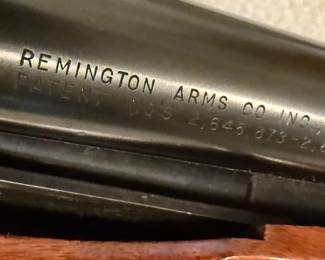 REMINGTON ARMS CO INC.
PATENT NO'S 2,645,873-2,